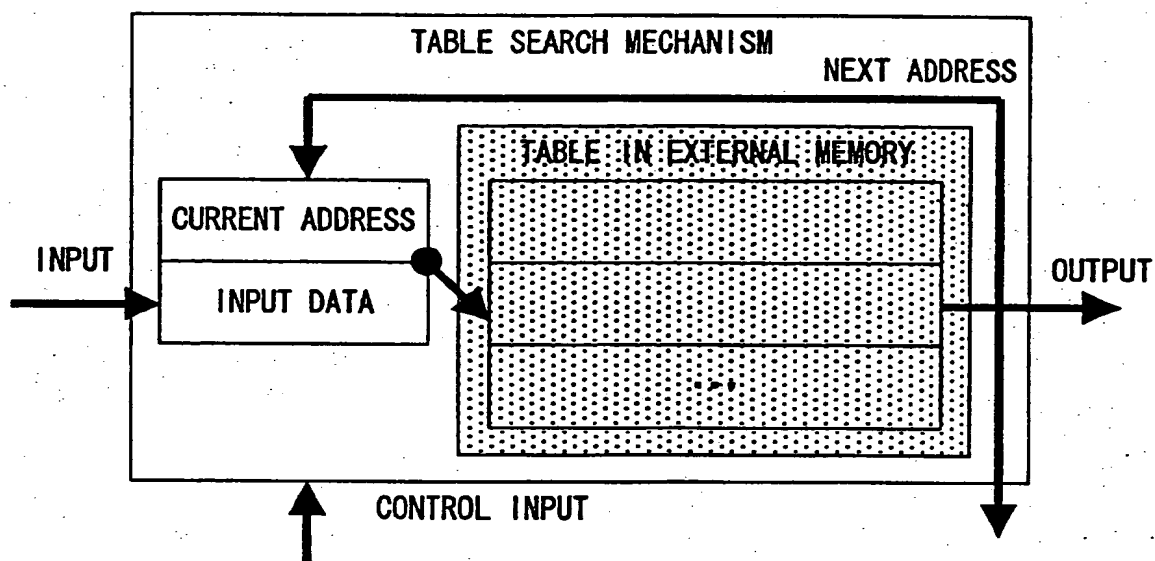 TABLE SEARCH MECHANISM
NEXT ADDRESS
TABLE IN EXTERNAL MEMORY
CURRENT ADDRESS
INPUT
INPUT DATA
OUTPUT
...
CONTROL INPUT